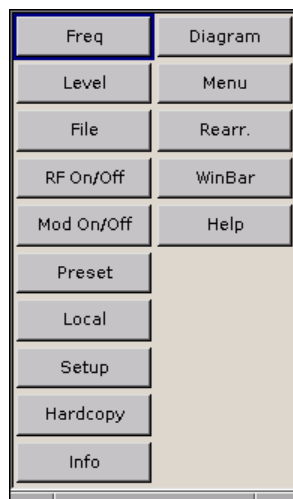 Freq Diagram
Level Menu
File Rearr.
RF On/Off WinBar
Mod On/Off Help
Preset
Local
Setup
Hardcopy
Info